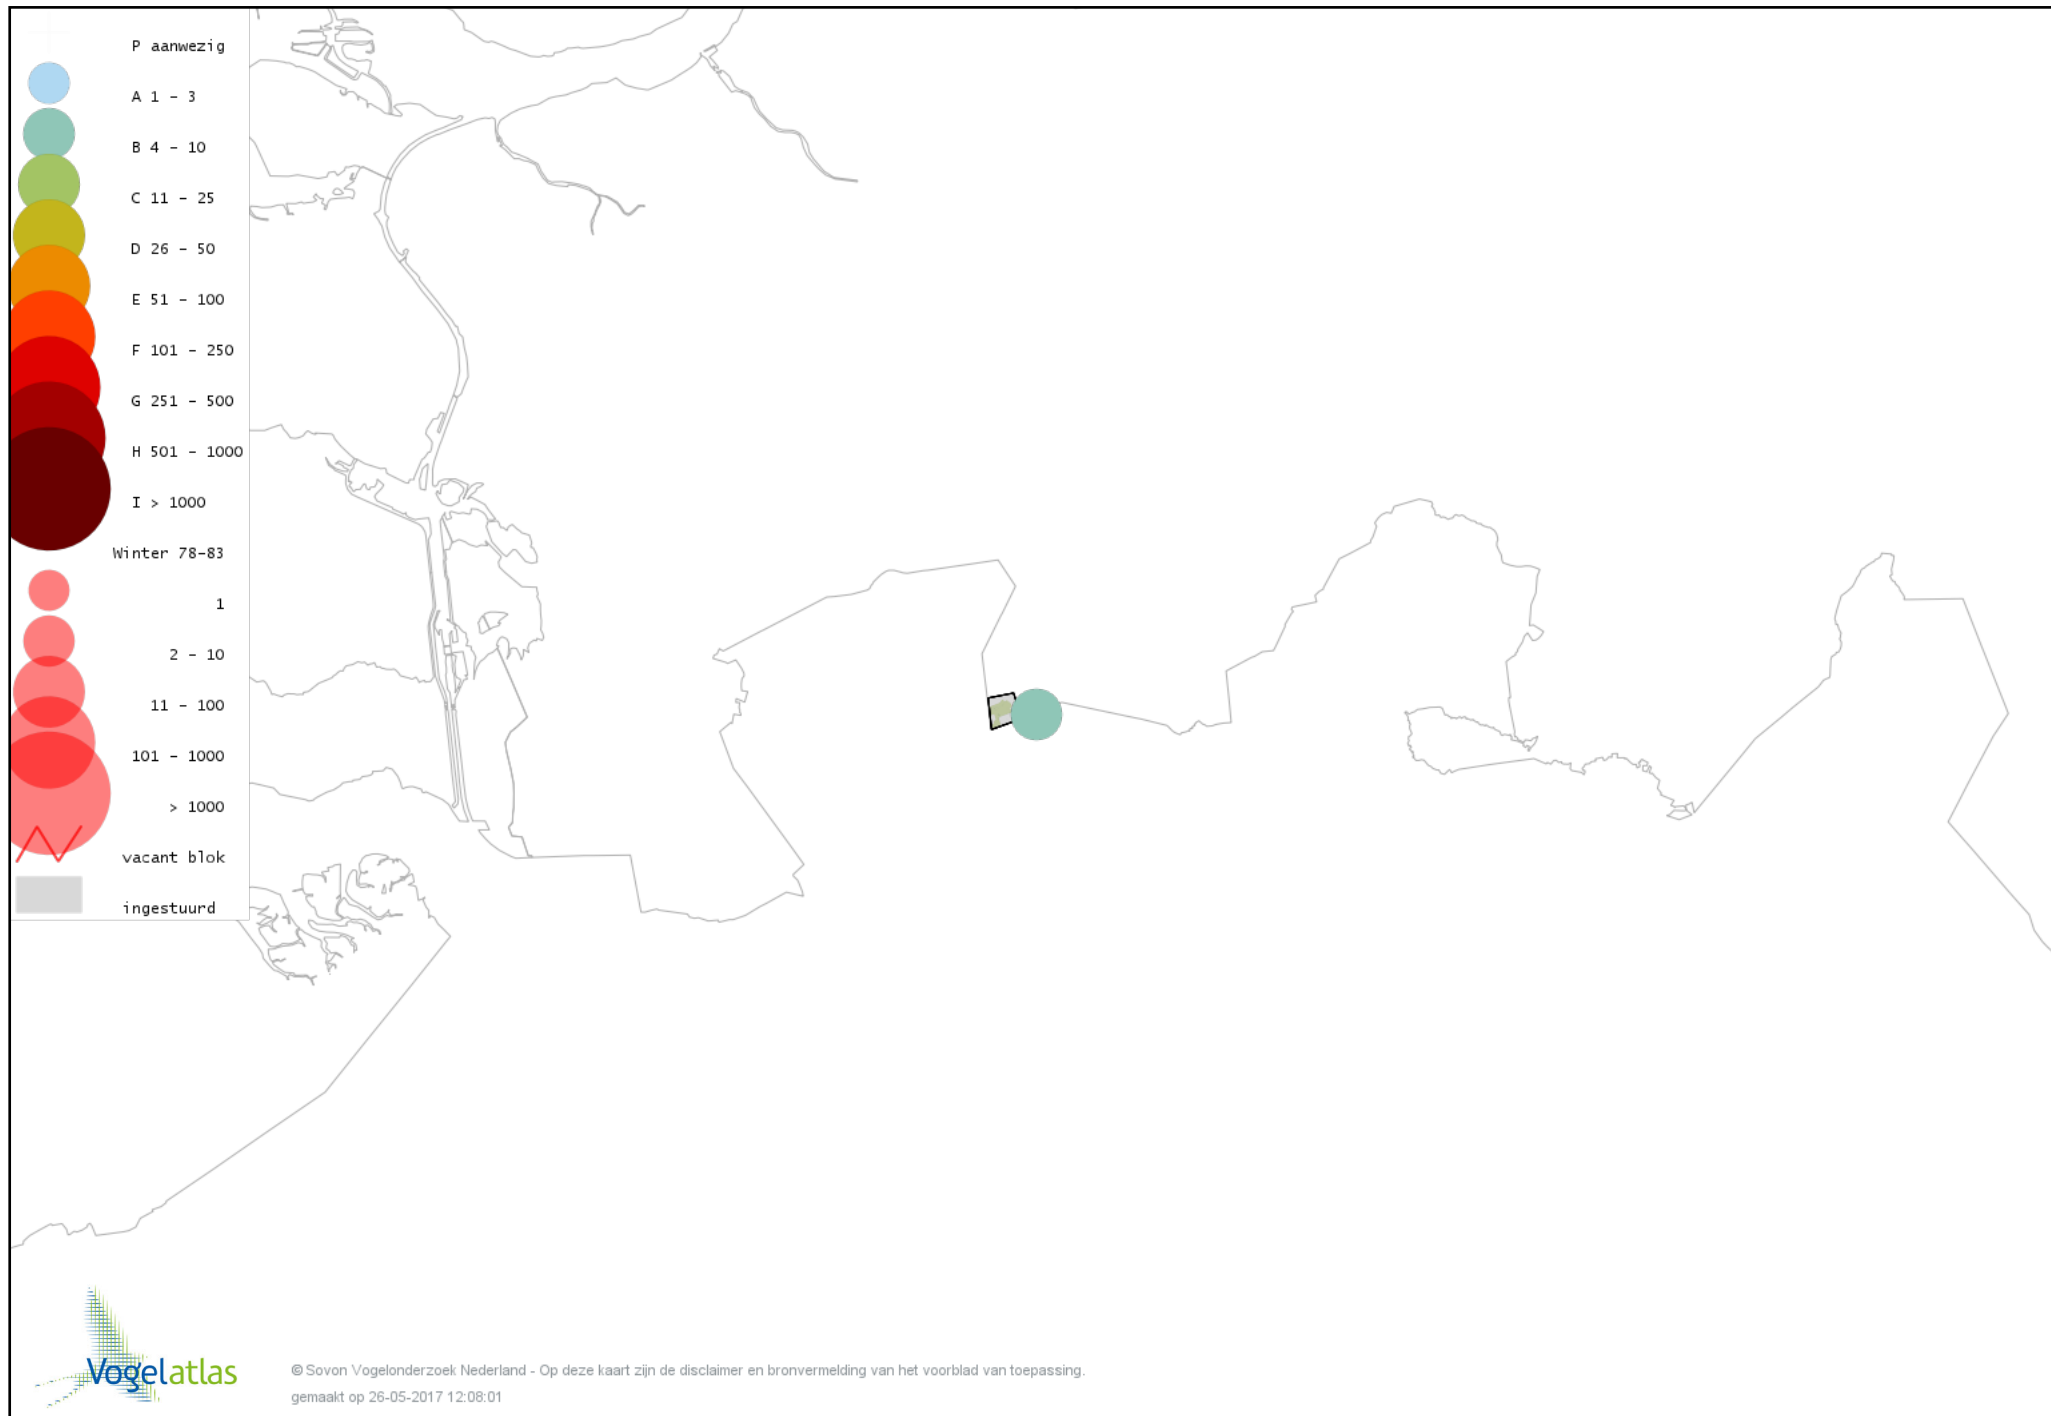 P aanwezig
A 1 - 3
B 4 - 10
C 11 - 25
D 26 - 50
E 51 - 100
F 101 - 250
G 251 - 500
H 501 - 1000
I > 1000
Winter 78-83
1
2 - 10
11 - 100
101 - 1000
> 1000
vacant blok
ingestuurd
Vogelatlas
© Sovon Vogelonderzoek Nederland - Op deze kaart zijn de disclaimer en bronvermelding van het voorblad van toepassing.
gemaakt op 26-05-2017 12:08:01